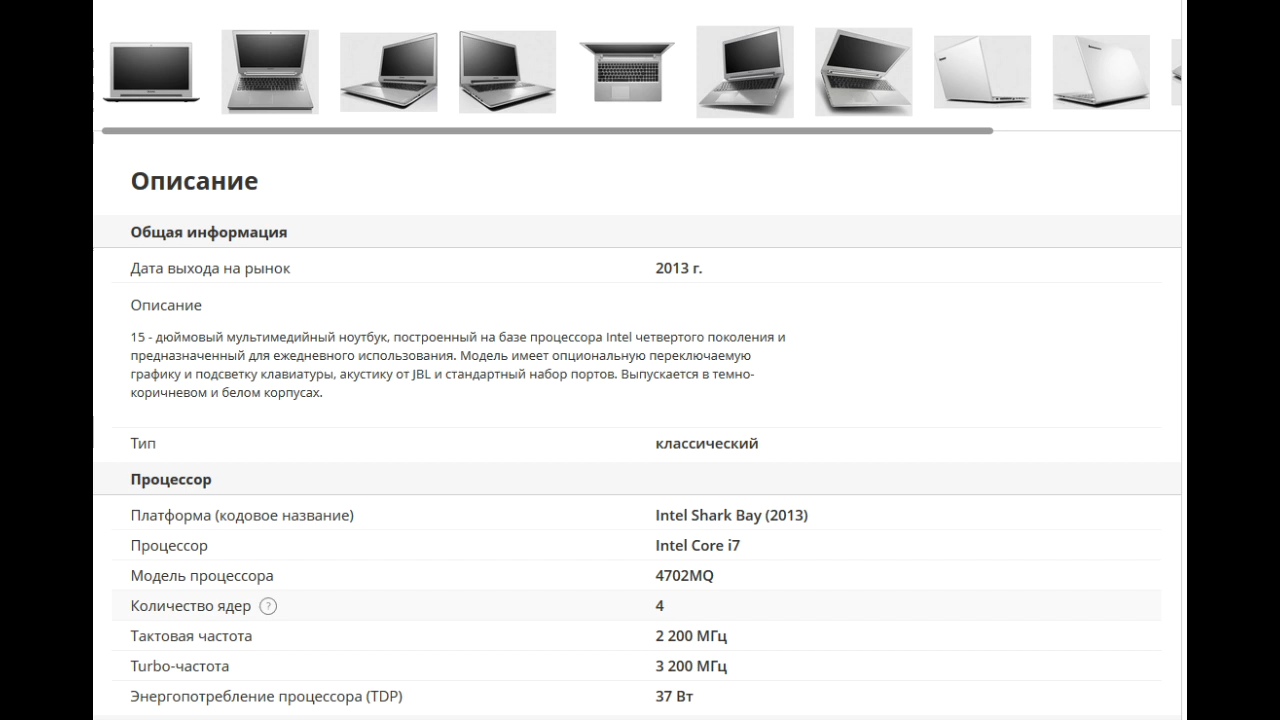 Описание
Общая информация
Дата выхода на рынок 2013 г.
Описание
15 - дюймовый мультимедийный ноутбук, построенный на базе процессора Intel четвертого поколения и
предназначенный для ежедневного использования. Модель имеет опциональную переключаемую
графику и подсветку клавиатуры, акустику от JBL и стандартный набор портов. Выпускается в темно-
коричневом и белом корпусах.
Тип классический
Процессор
Платформа (кодовое название) Intel Shark Bay (2013)
Процессор Intel Core i7
Модель процессора 4702MQ
Количество ядер ? 4
Тактовая частота 2 200 МГц
Turbo-частота 3 200 МГц
Энергопотребление процессора (TDP) 37 Вт